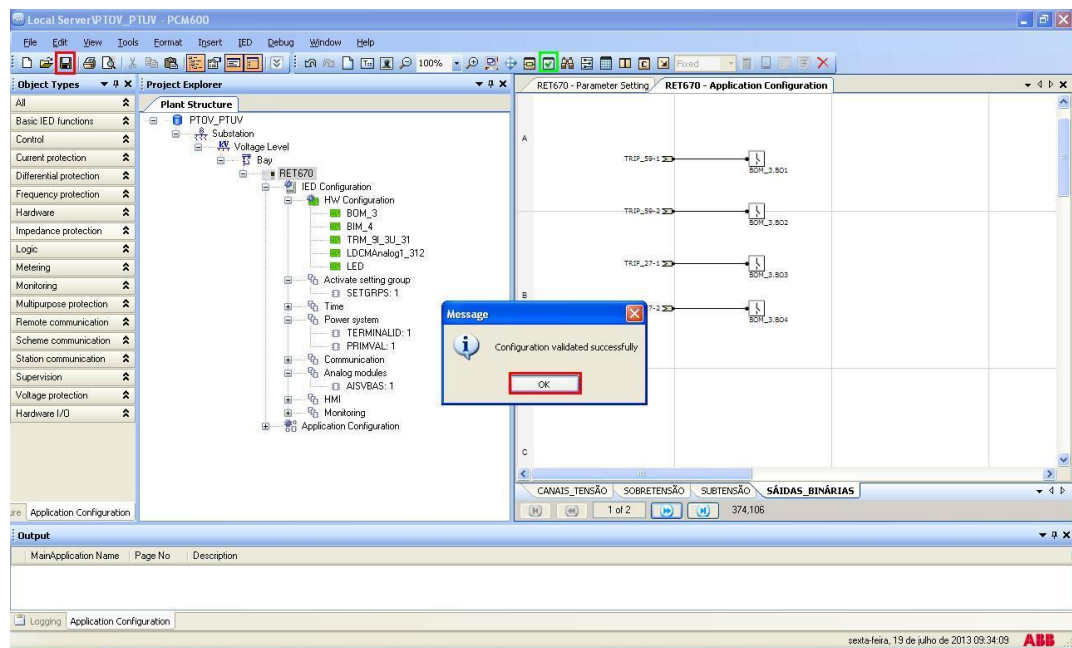 Local Server\PTOV_PTUV - PCM600
File Edit View Tools Format Insert IED Debug Window Help
100%
Fixed
Object Types
All
Basic IED functions
Control
Current protection
Differential protection
Frequency protection
Hardware
Impedance protection
Logic
Metering
Monitoring
Multipurpose protection
Remote communication
Scheme communication
Station communication
Supervision
Voltage protection
Hardware I/O
Application Configuration
Project Explorer
Plant Structure
PTOV_PTUV
Substation
Voltage Level
Bay
RET670
IED Configuration
HW Configuration
BOM_3
BIM_4
TRM_9I_3U_31
LDCMAnalog1_312
LED
Activate setting group
SETGRPS: 1
Time
Power system
TERMINALID: 1
PRIMVAL: 1
Communication
Analog modules
AISVBAS: 1
HMI
Monitoring
Application Configuration
RET670 - Parameter Setting RET670 - Application Configuration
A
TRIP_59-1
BOM_3.BO1
TRIP_59-2
BOM_3.BO2
TRIP_27-1
BOM_3.BO3
B
7-2
BOM_3.BO4
C
Message
Configuration validated successfully
OK
CANAIS_TENSÃO SOBRETENSÃO SUBTENSÃO SÁIDAS_BINÁRIAS
1 of 2 374,106
Output
MainApplication Name Page No Description
Logging Application Configuration
sexta-feira, 19 de julho de 2013 09:34:09 ABB